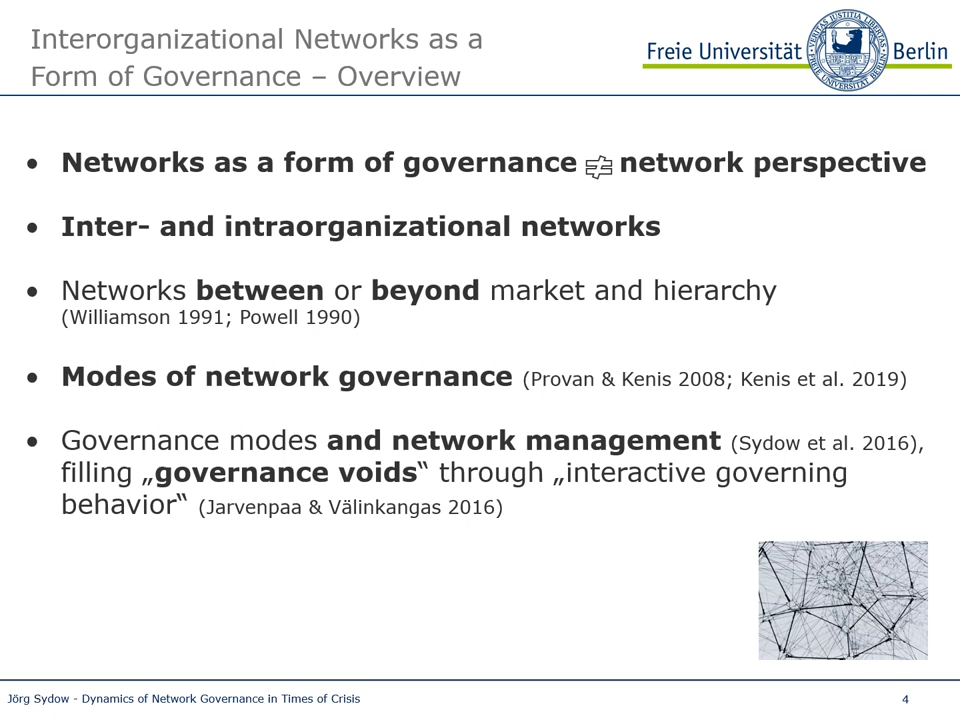 Interorganizational Networks as a
Form of Governance – Overview
Freie Universität Berlin
• Networks as a form of governance ≠ network perspective
• Inter- and intraorganizational networks
• Networks between or beyond market and hierarchy
(Williamson 1991; Powell 1990)
• Modes of network governance (Provan & Kenis 2008; Kenis et al. 2019)
• Governance modes and network management (Sydow et al. 2016),
filling „governance voids“ through „interactive governing
behavior“ (Jarvenpaa & Välinkangas 2016)
Jörg Sydow - Dynamics of Network Governance in Times of Crisis
4